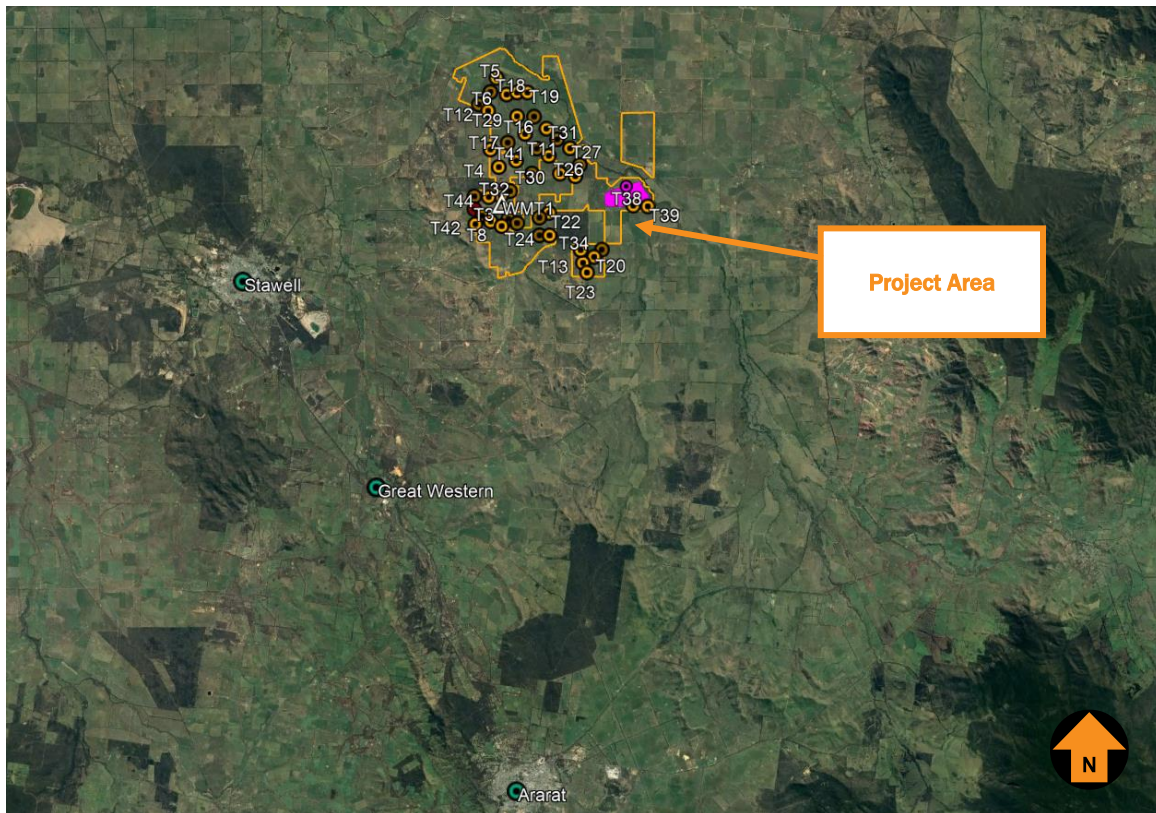 T5
T18
T19
T6
T12
T29
T16
T31
T17
T11
T41
T27
T4
T26
T30
T32
T38
T44
WMT1
T39
T3
T22
T42
T8
T24
T34
T13
T20
T23
Project Area
Stawell
Great Western
Ararat
N